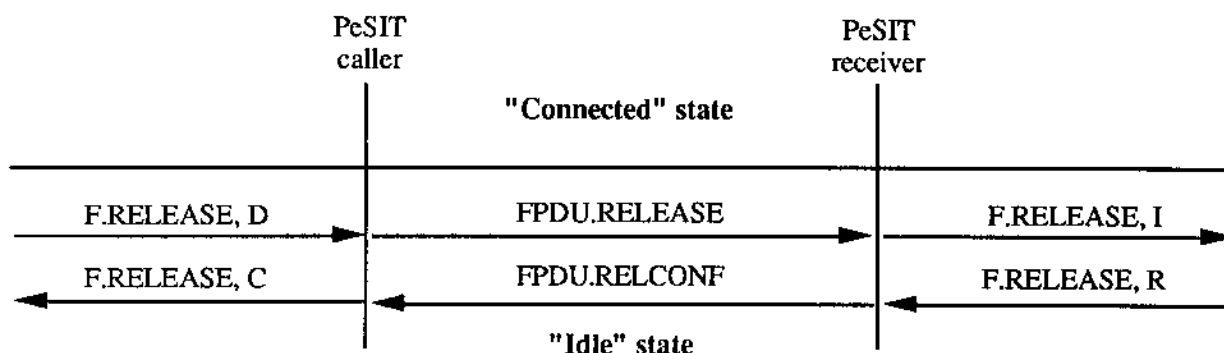 PeSIT
caller
PeSIT
receiver
"Connected" state
F.RELEASE, D
FPDU.RELEASE
F.RELEASE, I
F.RELEASE, C
FPDU.RELCONF
F.RELEASE, R
"Idle" state